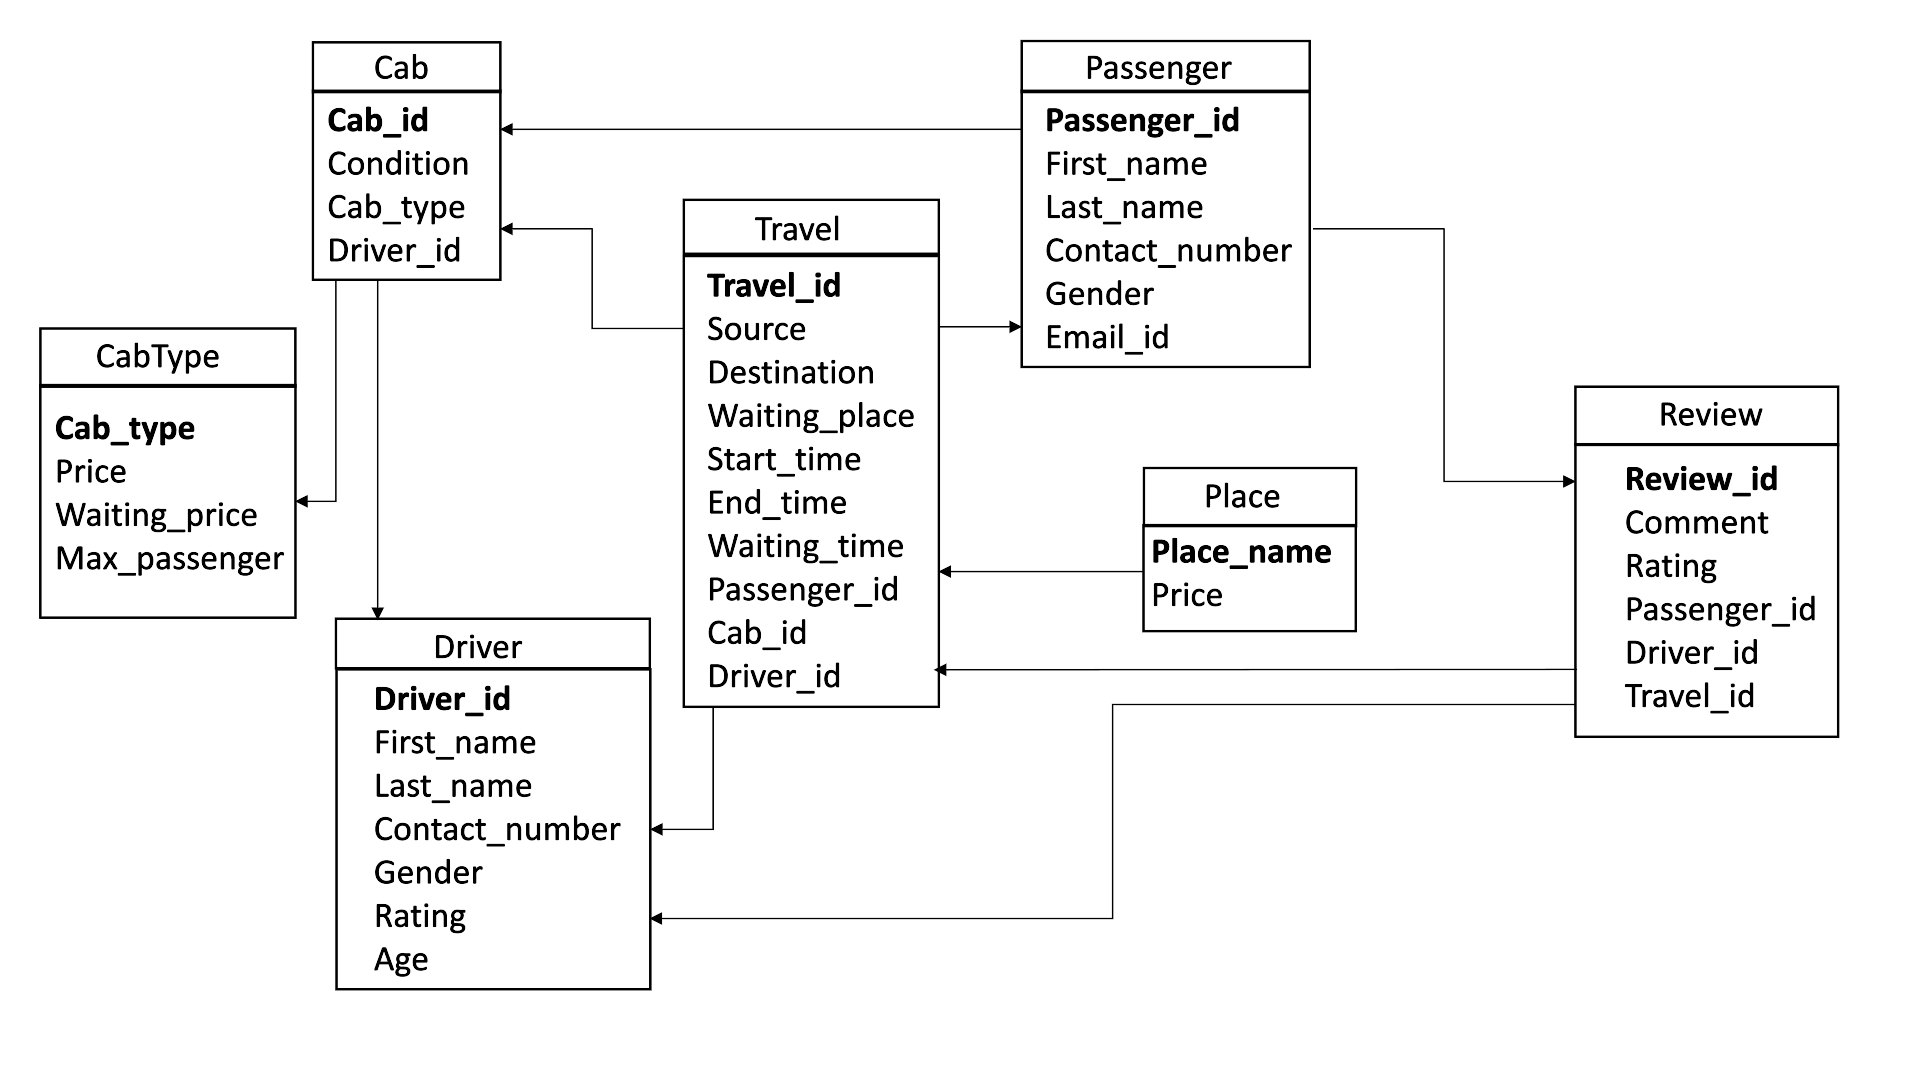 Cab
Cab_id
Condition
Cab_type
Driver_id
Passenger
Passenger_id
First_name
Last_name
Contact_number
Gender
Email_id
Travel
Travel_id
Source
Destination
Waiting_place
Start_time
End_time
Waiting_time
Passenger_id
Cab_id
Driver_id
CabType
Cab_type
Price
Waiting_price
Max_passenger
Review
Review_id
Comment
Rating
Passenger_id
Driver_id
Travel_id
Place
Place_name
Price
Driver
Driver_id
First_name
Last_name
Contact_number
Gender
Rating
Age